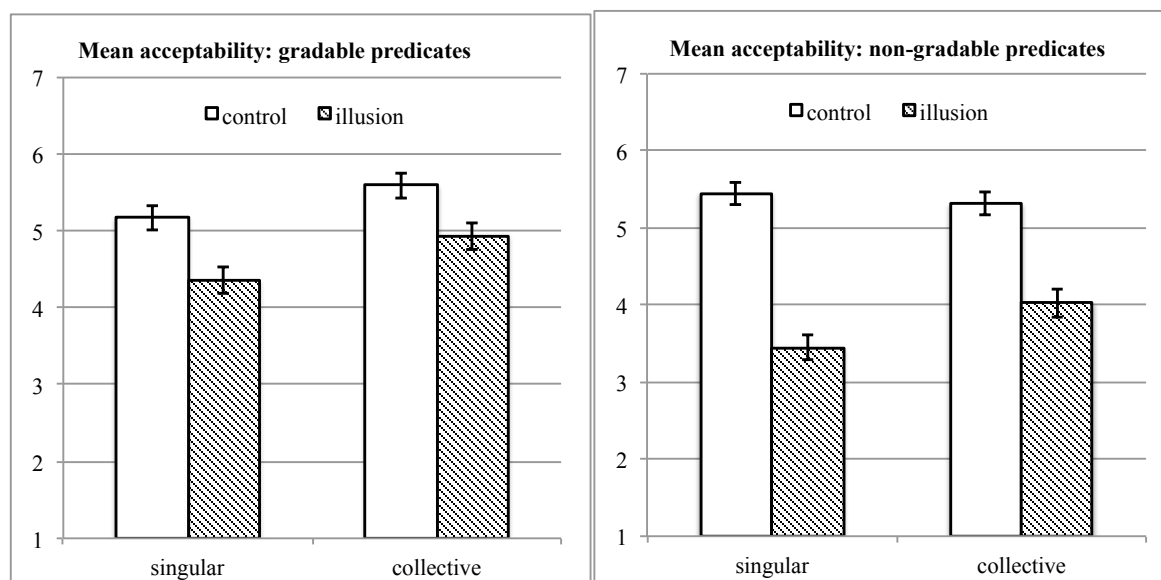 Mean acceptability: gradable predicates
7
control illusion
6
5
4
3
2
1
singular collective
Mean acceptability: non-gradable predicates
7
control illusion
6
5
4
3
2
1
singular collective